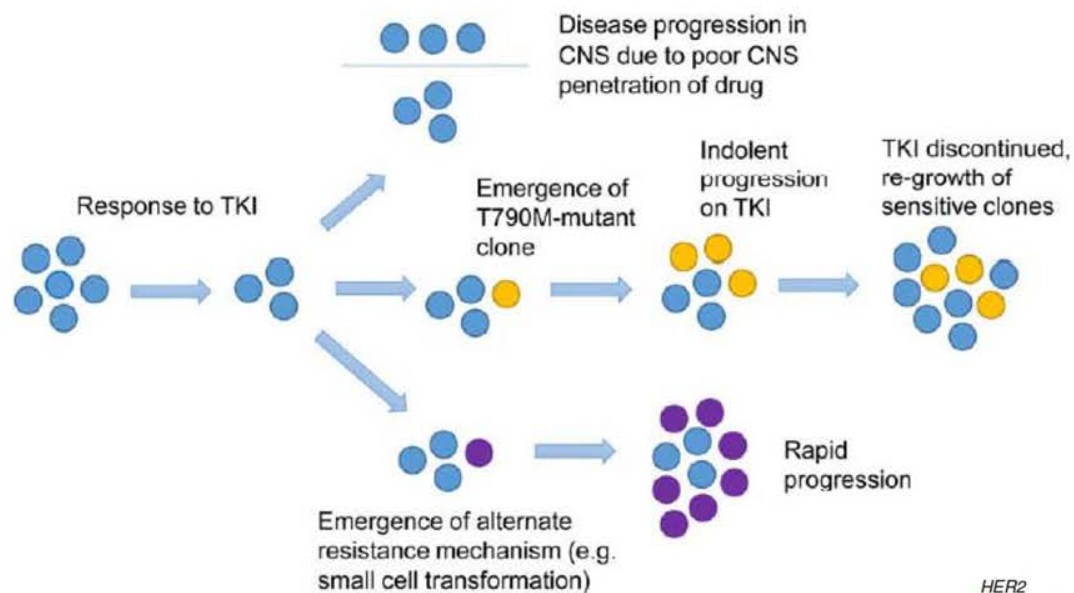 Disease progression in
CNS due to poor CNS
penetration of drug
Response to TKI
Emergence of
T790M-mutant
clone
Indolent
progression
on TKI
TKI discontinued,
re-growth of
sensitive clones
Rapid
progression
Emergence of alternate
resistance mechanism (e.g.
small cell transformation)
HER2